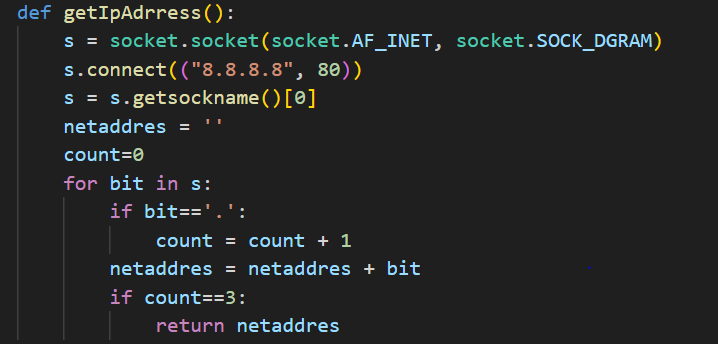 def getIpAdrress():
    s = socket.socket(socket.AF_INET, socket.SOCK_DGRAM)
    s.connect(("8.8.8.8", 80))
    s = s.getsockname()[0]
    netaddres = ''
    count=0
    for bit in s:
        if bit=='.':
            count = count + 1
        netaddres = netaddres + bit
        if count==3:
            return netaddres